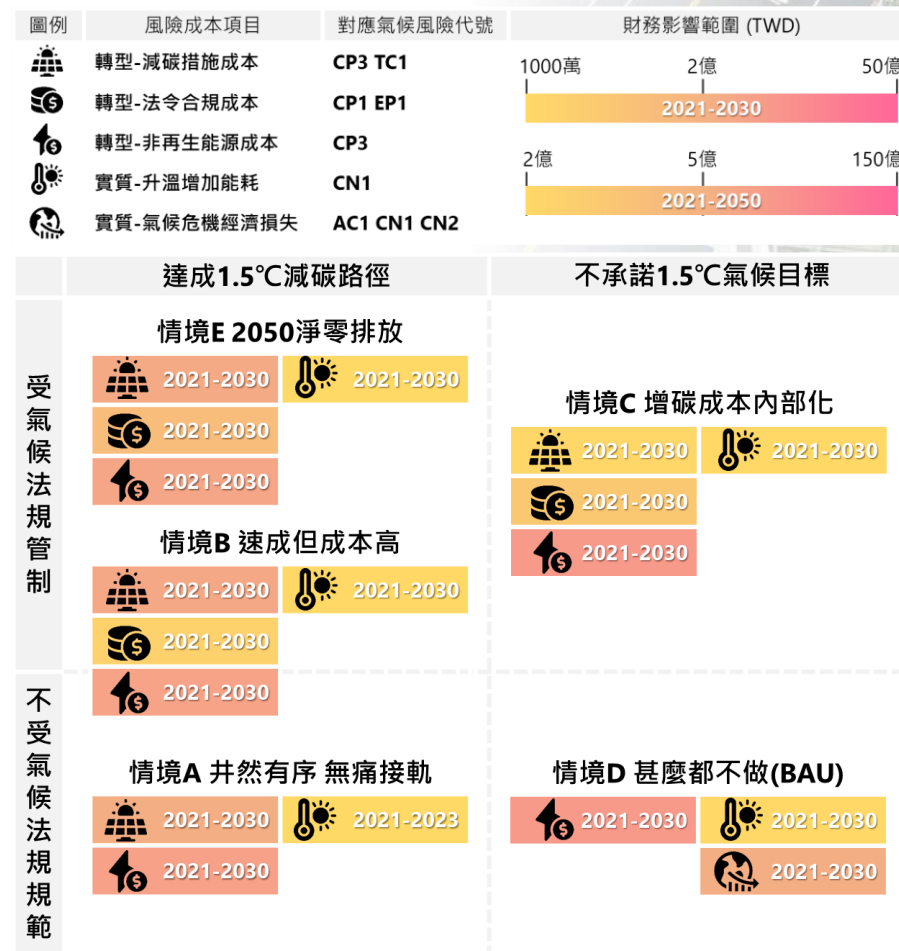 圖例 風險成本項目 對應氣候風險代號 財務影響範圍 (TWD)
轉型-減碳措施成本 CP3 TC1
轉型-法令合規成本 CP1 EP1
轉型-非再生能源成本 CP3
實質-升溫增加能耗 CN1
實質-氣候危機經濟損失 AC1 CN1 CN2
1000萬 2億 50億
2021-2030
2億 5億 150億
2021-2050
達成1.5℃減碳路徑 不承諾1.5℃氣候目標
受氣候法規管制
情境E 2050淨零排放
2021-2030 2021-2030
2021-2030
2021-2030
情境B 速成但成本高
2021-2030 2021-2030
2021-2030
2021-2030
情境C 增碳成本內部化
2021-2030 2021-2030
2021-2030
2021-2030
不受氣候法規規範
情境A 井然有序 無痛接軌
2021-2030 2021-2023
2021-2030
情境D 甚麼都不做(BAU)
2021-2030 2021-2030
2021-2030